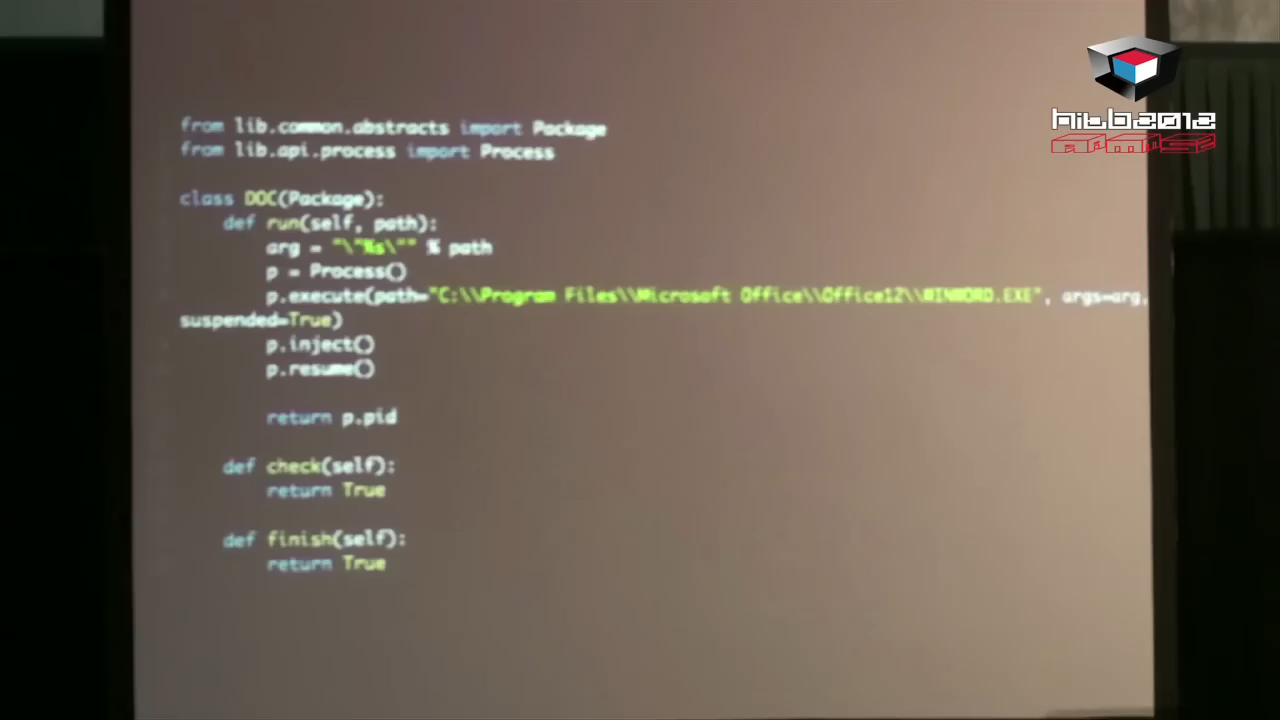 HITB2012
AMS
from lib.common.abstracts import Package
from lib.api.process import Process
class DOC(Package):
def run(self, path):
arg = "\"%s\"" % path
p = Process()
p.execute(path="C:\\Program Files\\Microsoft Office\\Office12\\WINWORD.EXE", args=arg,
suspended=True)
p.inject()
p.resume()
return p.pid
def check(self):
return True
def finish(self):
return True